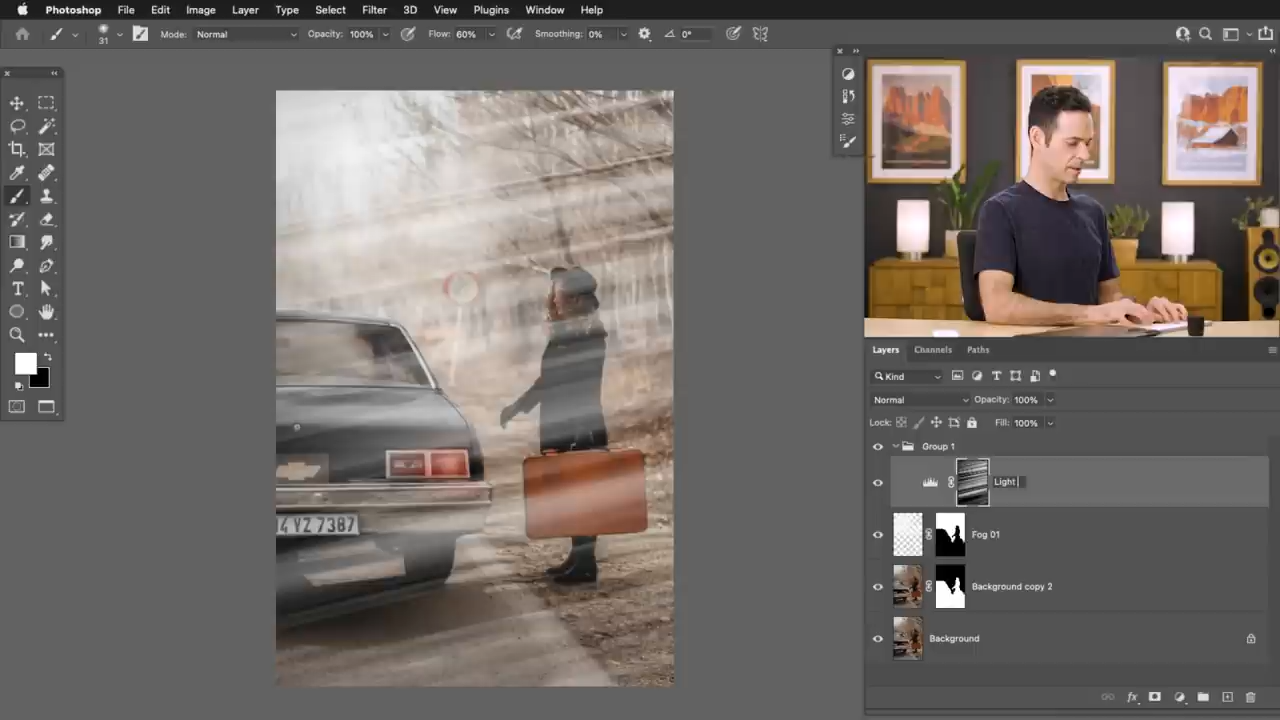 Photoshop File Edit Image Layer Type Select Filter 3D View Plugins Window Help
31 Mode: Normal Opacity: 100% Flow: 60% Smoothing: 0% 0°
Layers Channels Paths
Kind
Normal Opacity: 100%
Lock: Fill: 100%
Group 1
Light
Fog 01
Background copy 2
Background
4 YZ 7387